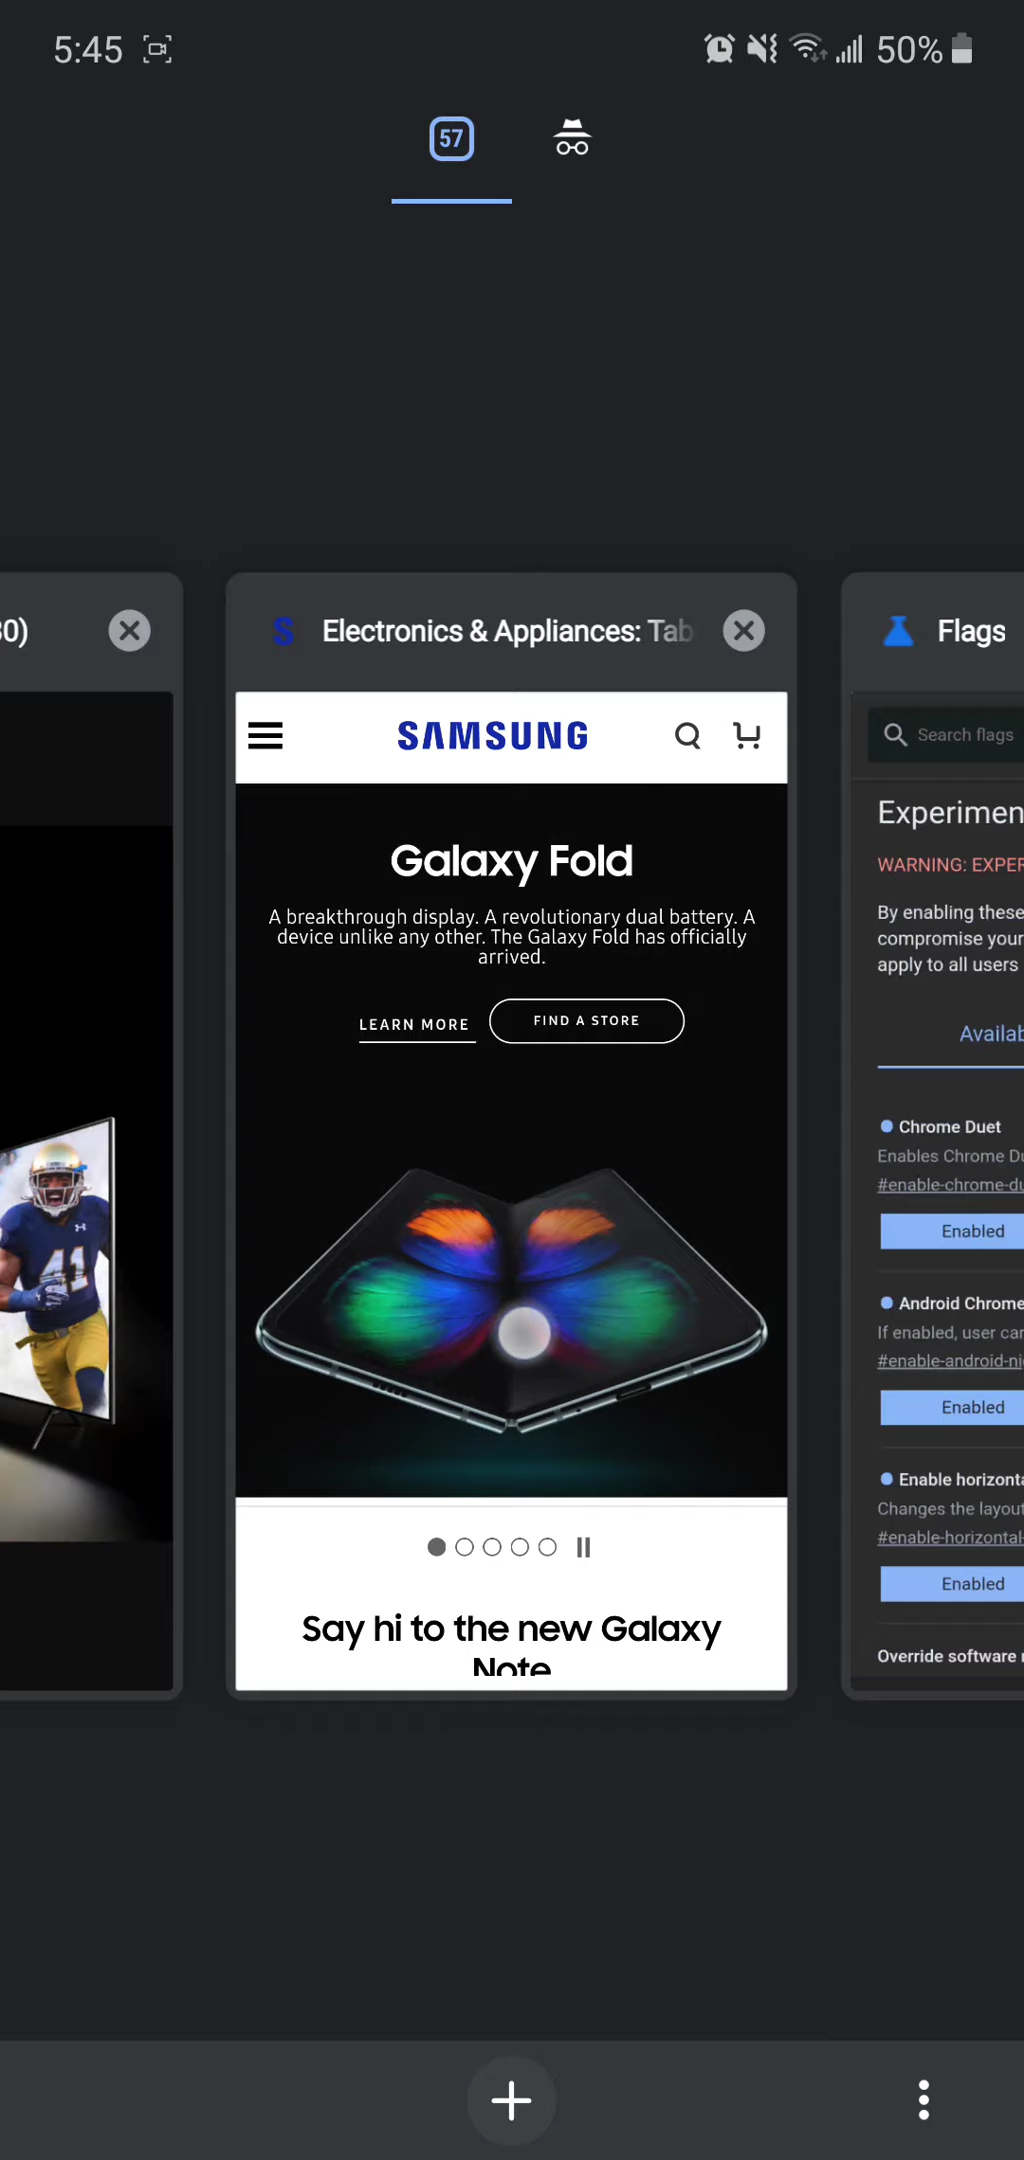 5:45
50%
57
30)
Electronics & Appliances: Tab
Flags
SAMSUNG
Galaxy Fold
A breakthrough display. A revolutionary dual battery. A
device unlike any other. The Galaxy Fold has officially
arrived.
LEARN MORE
FIND A STORE
Say hi to the new Galaxy
Note
41
Search flags
Experimen
WARNING: EXPER
By enabling these
compromise your
apply to all users
Availab
Chrome Duet
Enables Chrome Du
#enable-chrome-du
Enabled
Android Chrome
If enabled, user can
#enable-android-ni
Enabled
Enable horizonta
Changes the layout
#enable-horizontal-
Enabled
Override software r